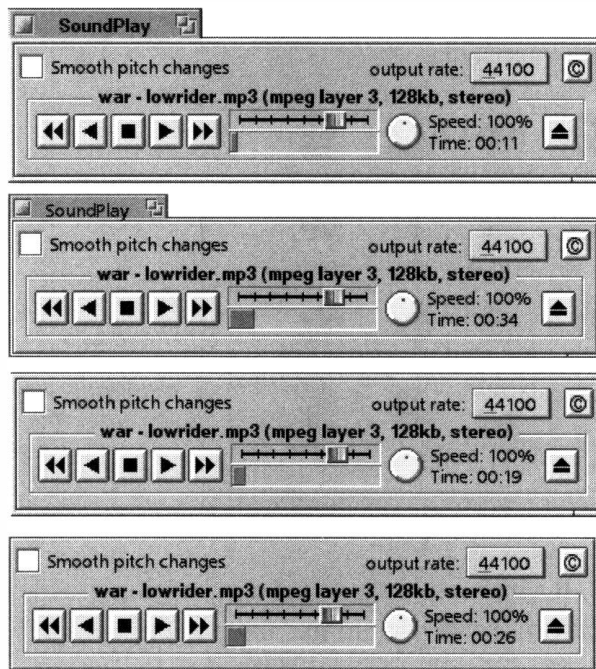 SoundPlay
Smooth pitch changes output rate: 44100 ©
war - lowrider.mp3 (mpeg layer 3, 128kb, stereo)
Speed: 100%
Time: 00:11
SoundPlay
Smooth pitch changes output rate: 44100 ©
war - lowrider.mp3 (mpeg layer 3, 128kb, stereo)
Speed: 100%
Time: 00:34
Smooth pitch changes output rate: 44100 ©
war - lowrider.mp3 (mpeg layer 3, 128kb, stereo)
Speed: 100%
Time: 00:19
Smooth pitch changes output rate: 44100 ©
war - lowrider.mp3 (mpeg layer 3, 128kb, stereo)
Speed: 100%
Time: 00:26